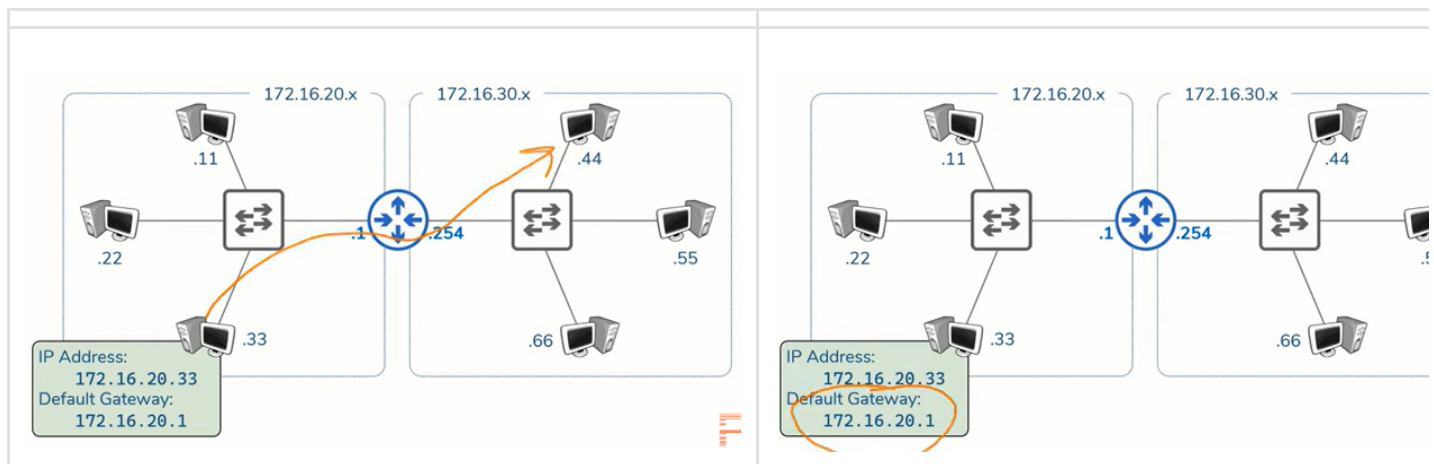 172.16.20.x
172.16.30.x
.11
.44
.1
.254
.22
.55
.33
.66
IP Address:
172.16.20.33
Default Gateway:
172.16.20.1
172.16.20.x
172.16.30.x
.11
.44
.1
.254
.22
.33
.66
IP Address:
172.16.20.33
Default Gateway:
172.16.20.1